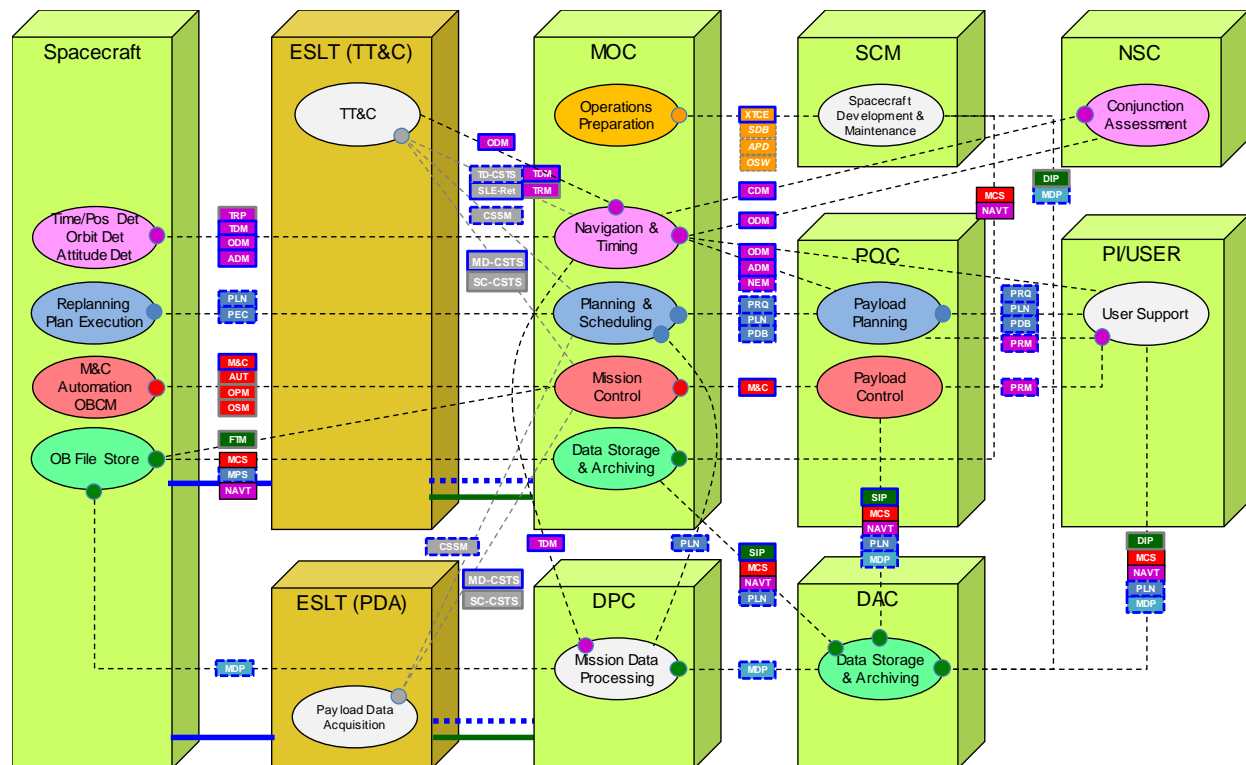 Spacecraft
Time/Pos Det
Orbit Det
Attitude Det
Replanning
Plan Execution
M&C
Automation
OBCM
OB File Store
TRP
TDM
ODM
ADM
PLN
PEC
M&C
AUT
OPM
OSM
FTM
MCS
MPS
NAVT
MDP
ESLT (TT&C)
TT&C
ESLT (PDA)
Payload Data
Acquisition
ODM
TD-CSTS
TDM
SLE-Ret
TRM
CSSM
MD-CSTS
SC-CSTS
CSSM
TDM
MD-CSTS
SC-CSTS
MOC
Operations
Preparation
Navigation
& Timing
Planning &
Scheduling
Mission
Control
Data Storage
& Archiving
PLN
DPC
Mission Data
Processing
XTCE
SDB
APD
OSW
CDM
ODM
ODM
ADM
NEM
PRQ
PLN
PDB
M&C
SIP
MCS
NAVT
PLN
MDP
SCM
Spacecraft
Development &
Maintenance
POC
Payload
Planning
Payload
Control
SIP
MCS
NAVT
PLN
MDP
DAC
Data Storage
& Archiving
MCS
NAVT
DIP
MDP
PRQ
PLN
PDB
PRM
PRM
NSC
Conjunction
Assessment
PI/USER
User Support
DIP
MCS
NAVT
PLN
MDP